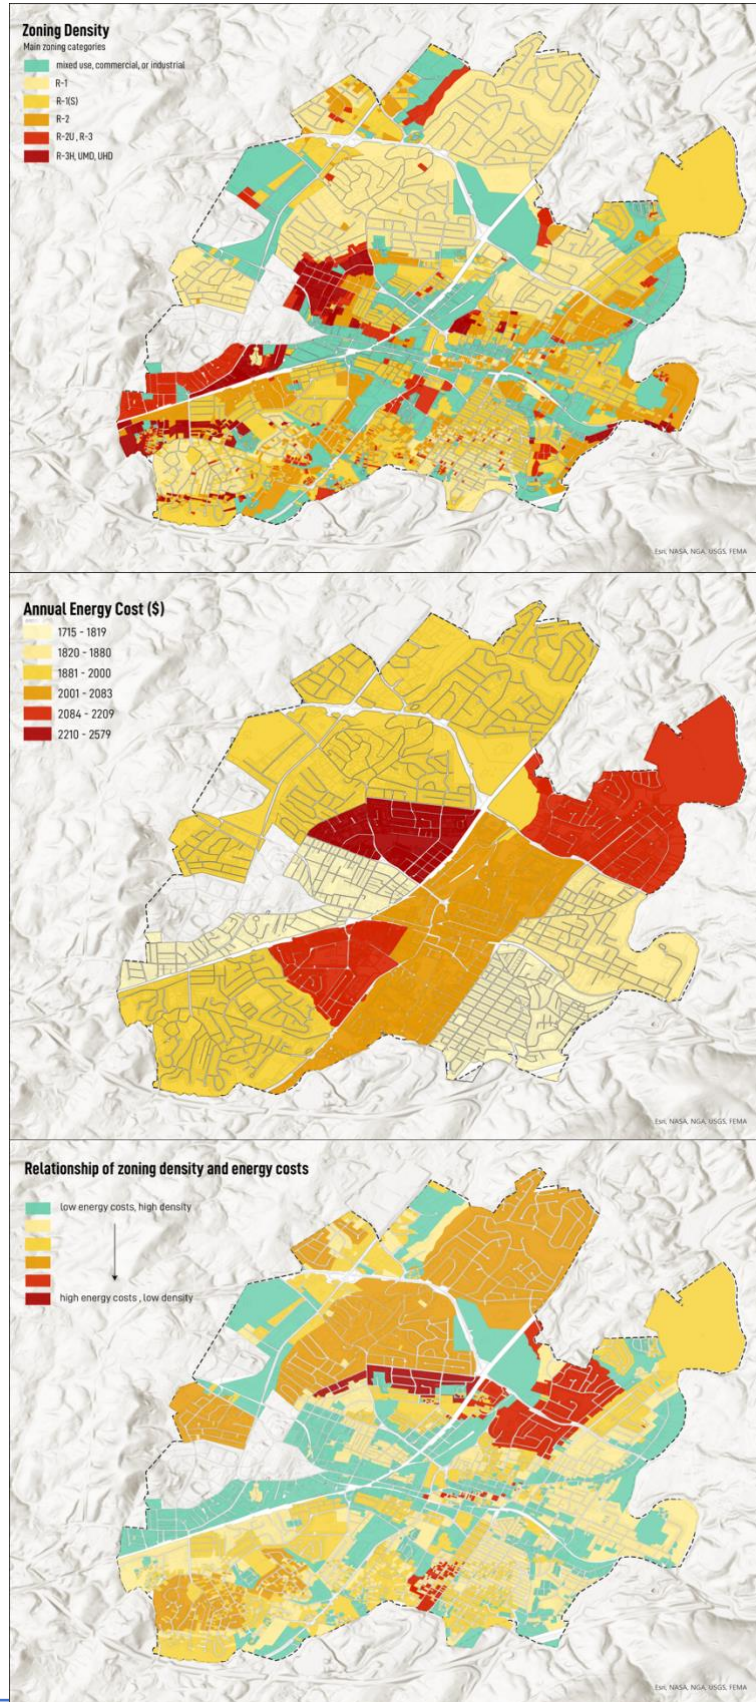 Zoning Density
Main zoning categories
mixed use, commercial, or industrial
R-1
R-1(S)
R-2
R-2U , R-3
R-3H, UMD, UHD
Esri, NASA, NGA, USGS, FEMA
Annual Energy Cost ($)
1715 - 1819
1820 - 1880
1881 - 2000
2001 - 2083
2084 - 2209
2210 - 2579
Esri, NASA, NGA, USGS, FEMA
Relationship of zoning density and energy costs
low energy costs, high density
high energy costs , low density
Esri, NASA, NGA, USGS, FEMA